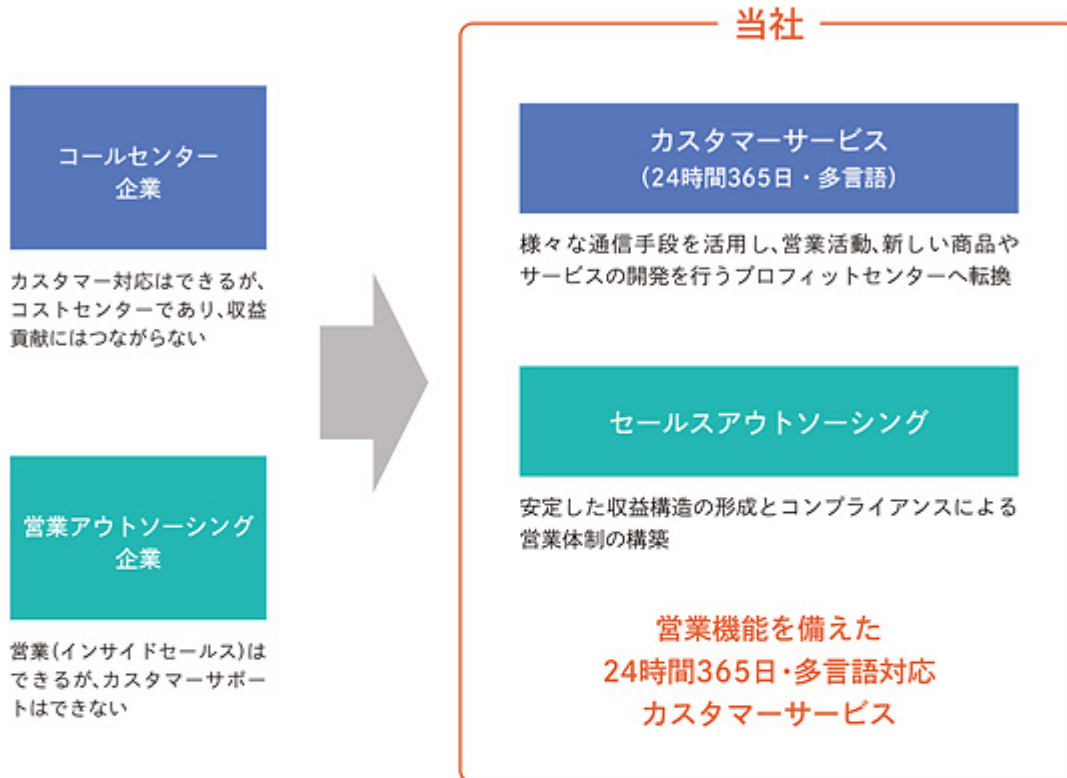 当社
コールセンター
企業
カスタマー対応はできるが、
コストセンターであり、収益
貢献にはつながらない
営業アウトソーシング
企業
営業(インサイドセールス)は
できるが、カスタマーサポー
トはできない
カスタマーサービス
(24時間365日・多言語)
様々な通信手段を活用し、営業活動、新しい商品や
サービスの開発を行うプロフィットセンターへ転換
セールスアウトソーシング
安定した収益構造の形成とコンプライアンスによる
営業体制の構築
営業機能を備えた
24時間365日・多言語対応
カスタマーサービス